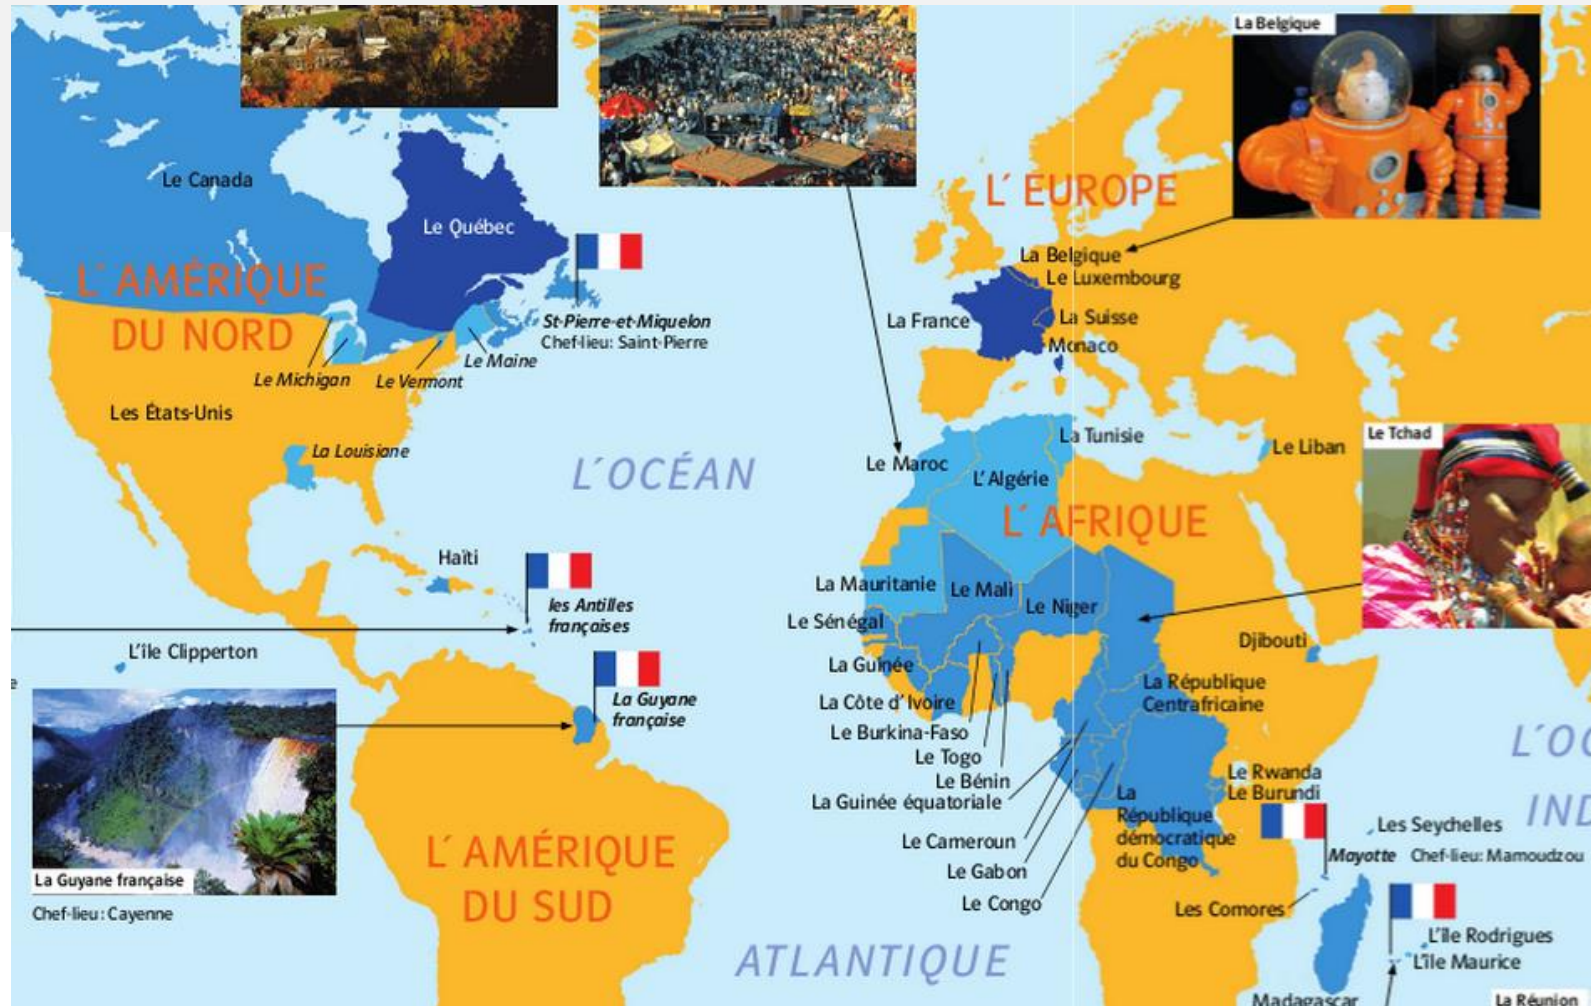 La Belgique
Le Canada
Le Québec
L´EUROPE
La Belgique
Le Luxembourg
L´AMÉRIQUE
DU NORD
St-Pierre-et-Miquelon
Chef-lieu: Saint-Pierre
La France
La Suisse
Monaco
Le Maine
Le Michigan
Le Vermont
Les États-Unis
La Louisiane
L´OCÉAN
Le Maroc
La Tunisie
L'Algérie
Le Liban
Le Tchad
L´AFRIQUE
Haïti
les Antilles
françaises
La Mauritanie
Le Mali
Le Niger
Le Sénégal
Djibouti
L'île Clipperton
La Guinée
La République
Centrafricaine
e
La Guyane
française
La Côte d'Ivoire
Le Burkina-Faso
Le Togo
Le Bénin
La Guinée équatoriale
L´OC
IND
Le Rwanda
Le Burundi
La
République
démocratique
du Congo
Le Cameroun
Le Gabon
Le Congo
Les Seychelles
Mayotte Chef-lieu: Mamoudzou
L´AMÉRIQUE
DU SUD
La Guyane française
Chef-lieu: Cayenne
Les Comores
L'île Rodrigues
L'île Maurice
ATLANTIQUE
Madagascar
La Réunion